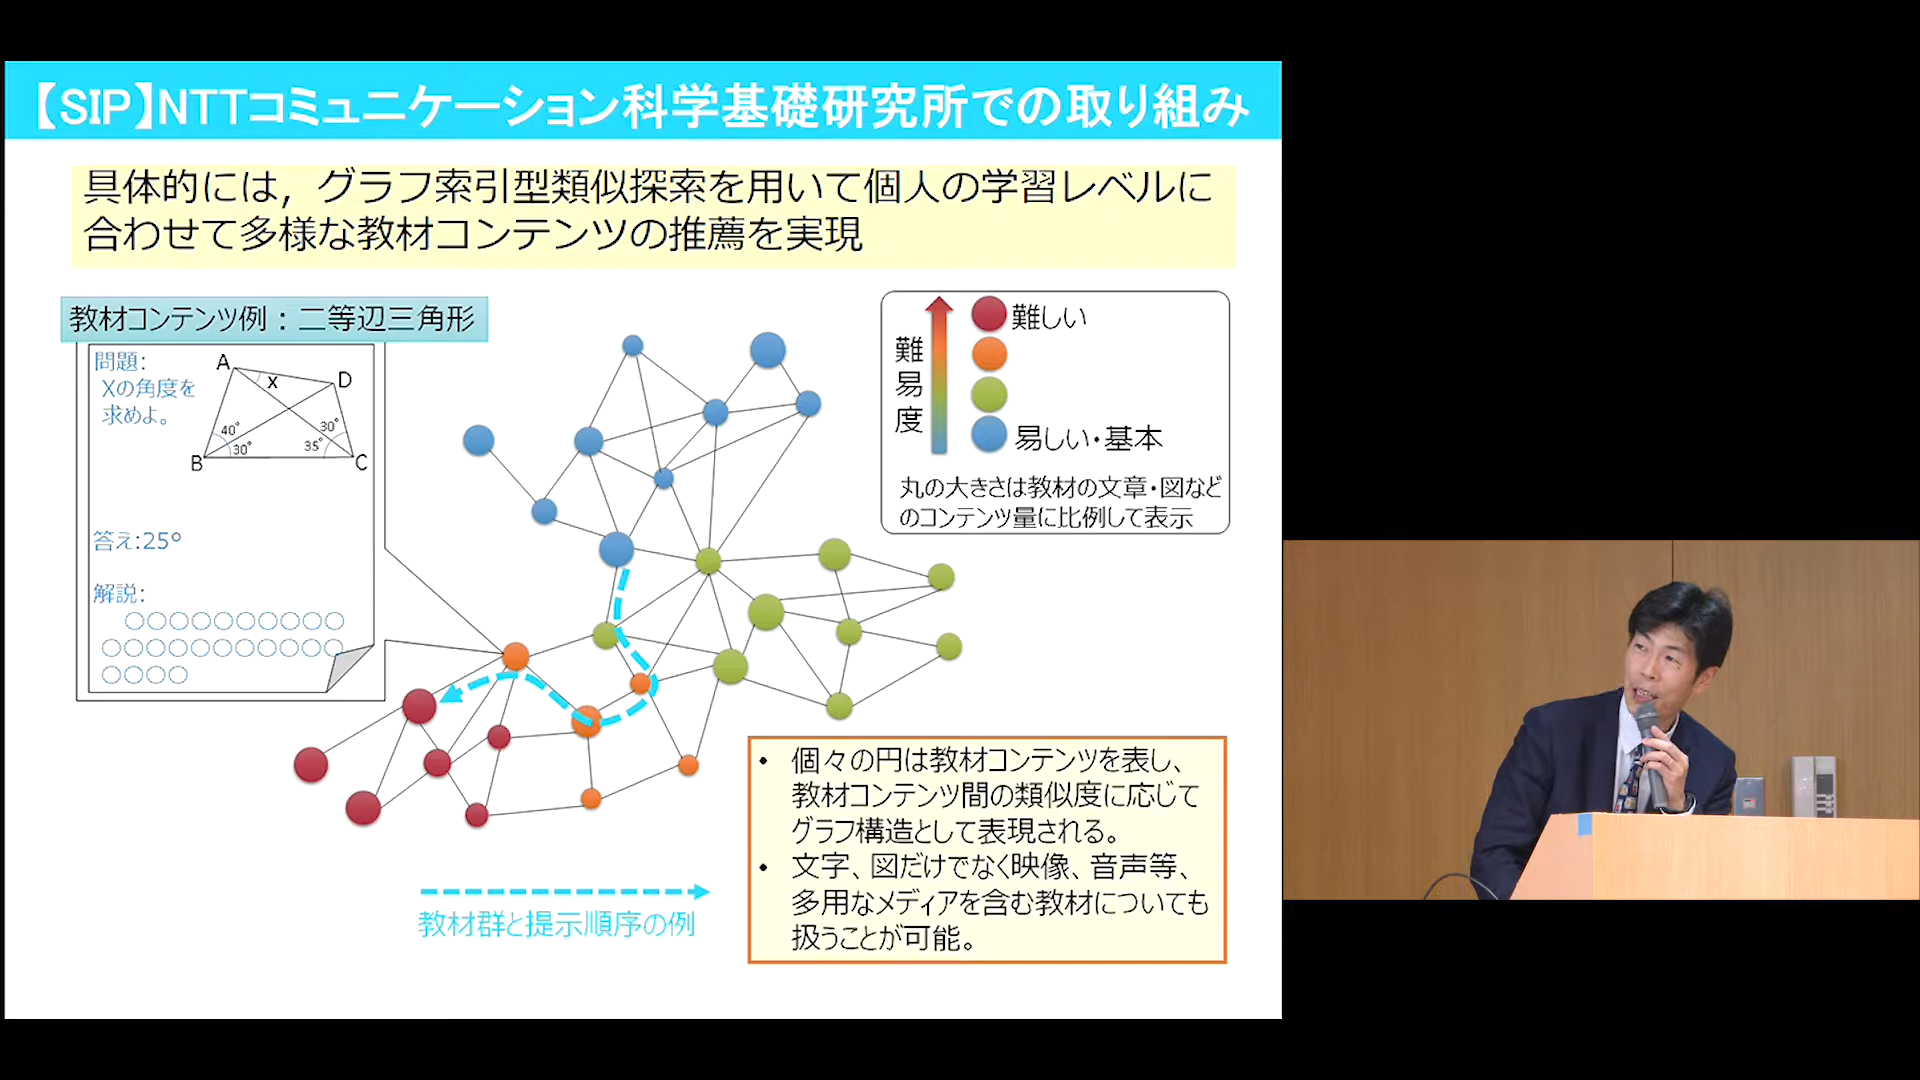 【SIP】NTTコミュニケーション科学基礎研究所での取り組み
具体的には，グラフ索引型類似探索を用いて個人の学習レベルに
合わせて多様な教材コンテンツの推薦を実現
教材コンテンツ例：二等辺三角形
問題：
Xの角度を
求めよ。
A
x
D
40°
30°
30°
35°
B
C
答え:25°
解説：
〇〇〇〇〇〇〇〇〇〇
〇〇〇〇〇〇〇〇〇〇〇
〇〇〇〇
難易度
難しい
易しい・基本
丸の大きさは教材の文章・図など
のコンテンツ量に比例して表示
教材群と提示順序の例
• 個々の円は教材コンテンツを表し、
教材コンテンツ間の類似度に応じて
グラフ構造として表現される。
• 文字、図だけでなく映像、音声等、
多用なメディアを含む教材についても
扱うことが可能。